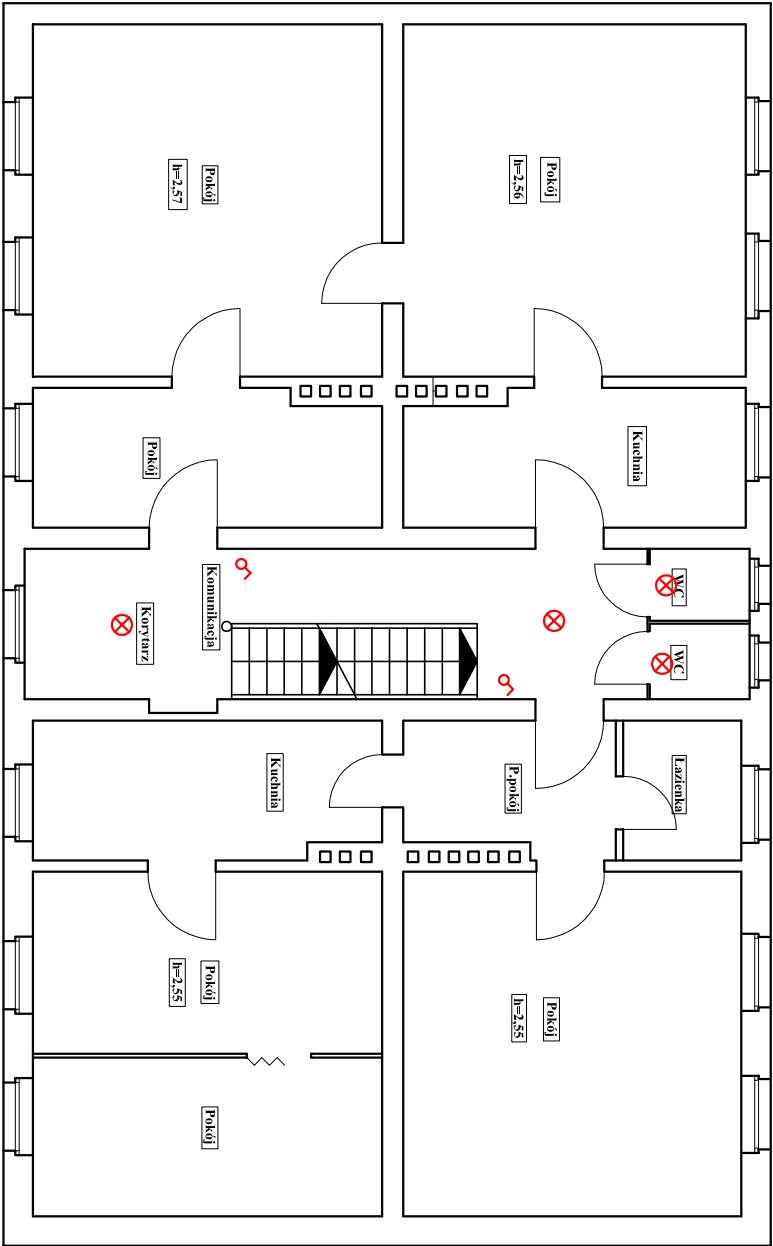 Pokój
h=2,57
Pokój
h=2,56
Pokój
Kuchnia
Komunikacja
Korytarz
WC
WC
Kuchnia
P.pokój
Łazienka
Pokój
h=2,55
Pokój
h=2,55
Pokój